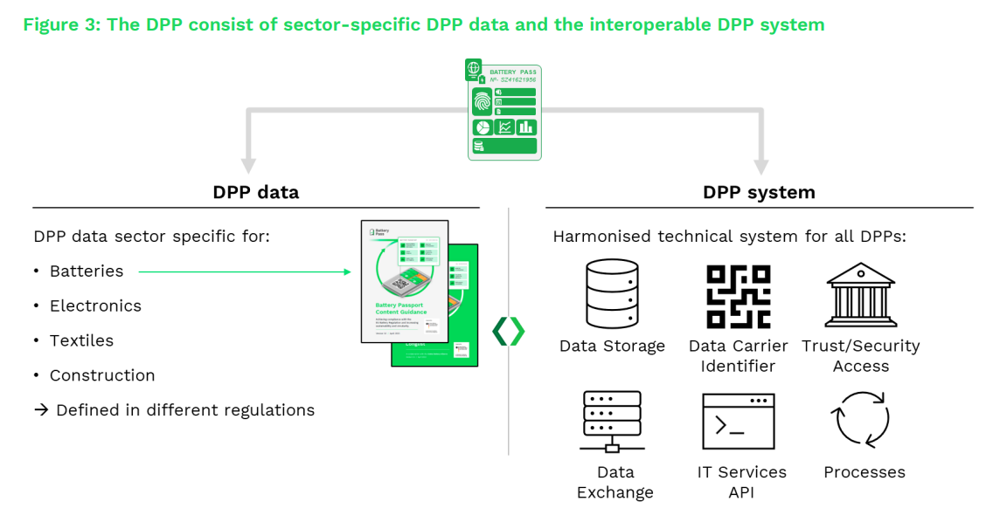 Figure 3: The DPP consist of sector-specific DPP data and the interoperable DPP system
BATTERY PASS
Nº- SZ41621956
DPP data
DPP data sector specific for:
• Batteries
• Electronics
• Textiles
• Construction
→ Defined in different regulations
Battery
Pass
Battery Passport
Content Guidance
DPP system
Harmonised technical system for all DPPs:
Data Storage
Data Carrier
Identifier
Trust/Security
Access
Data
Exchange
IT Services
API
Processes